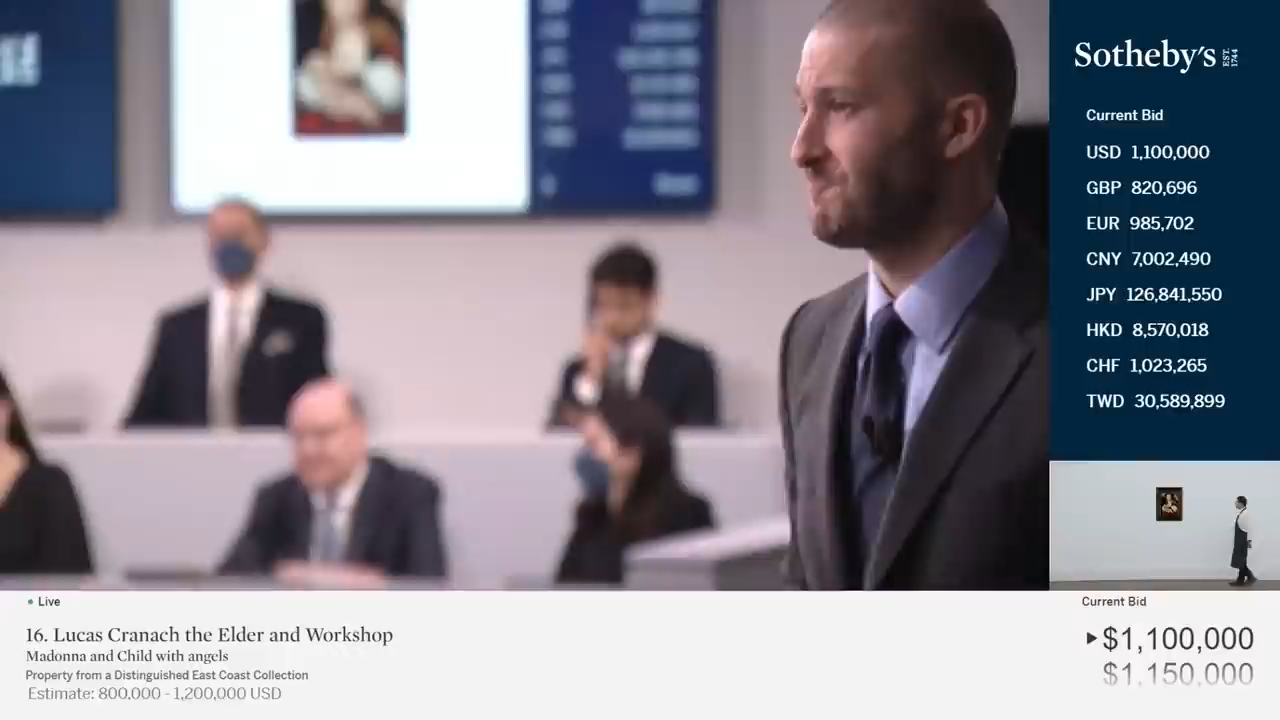 Sotheby's EST. 1744
Current Bid
USD 1,100,000
GBP 820,696
EUR 985,702
CNY 7,002,490
JPY 126,841,550
HKD 8,570,018
CHF 1,023,265
TWD 30,589,899
• Live
16. Lucas Cranach the Elder and Workshop
Madonna and Child with angels
Property from a Distinguished East Coast Collection
Estimate: 800,000 - 1,200,000 USD
Current Bid
▸$1,100,000
$1,150,000